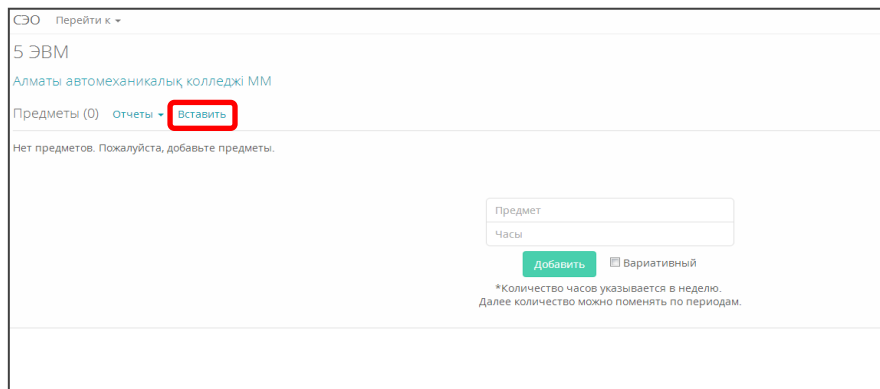 СЭО Перейти к
5 ЭВМ
Алматы автомеханикалық колледжі ММ
Предметы (0) Отчеты Вставить
Нет предметов. Пожалуйста, добавьте предметы.
Предмет
Часы
Добавить Вариативный
*Количество часов указывается в неделю.
Далее количество можно поменять по периодам.